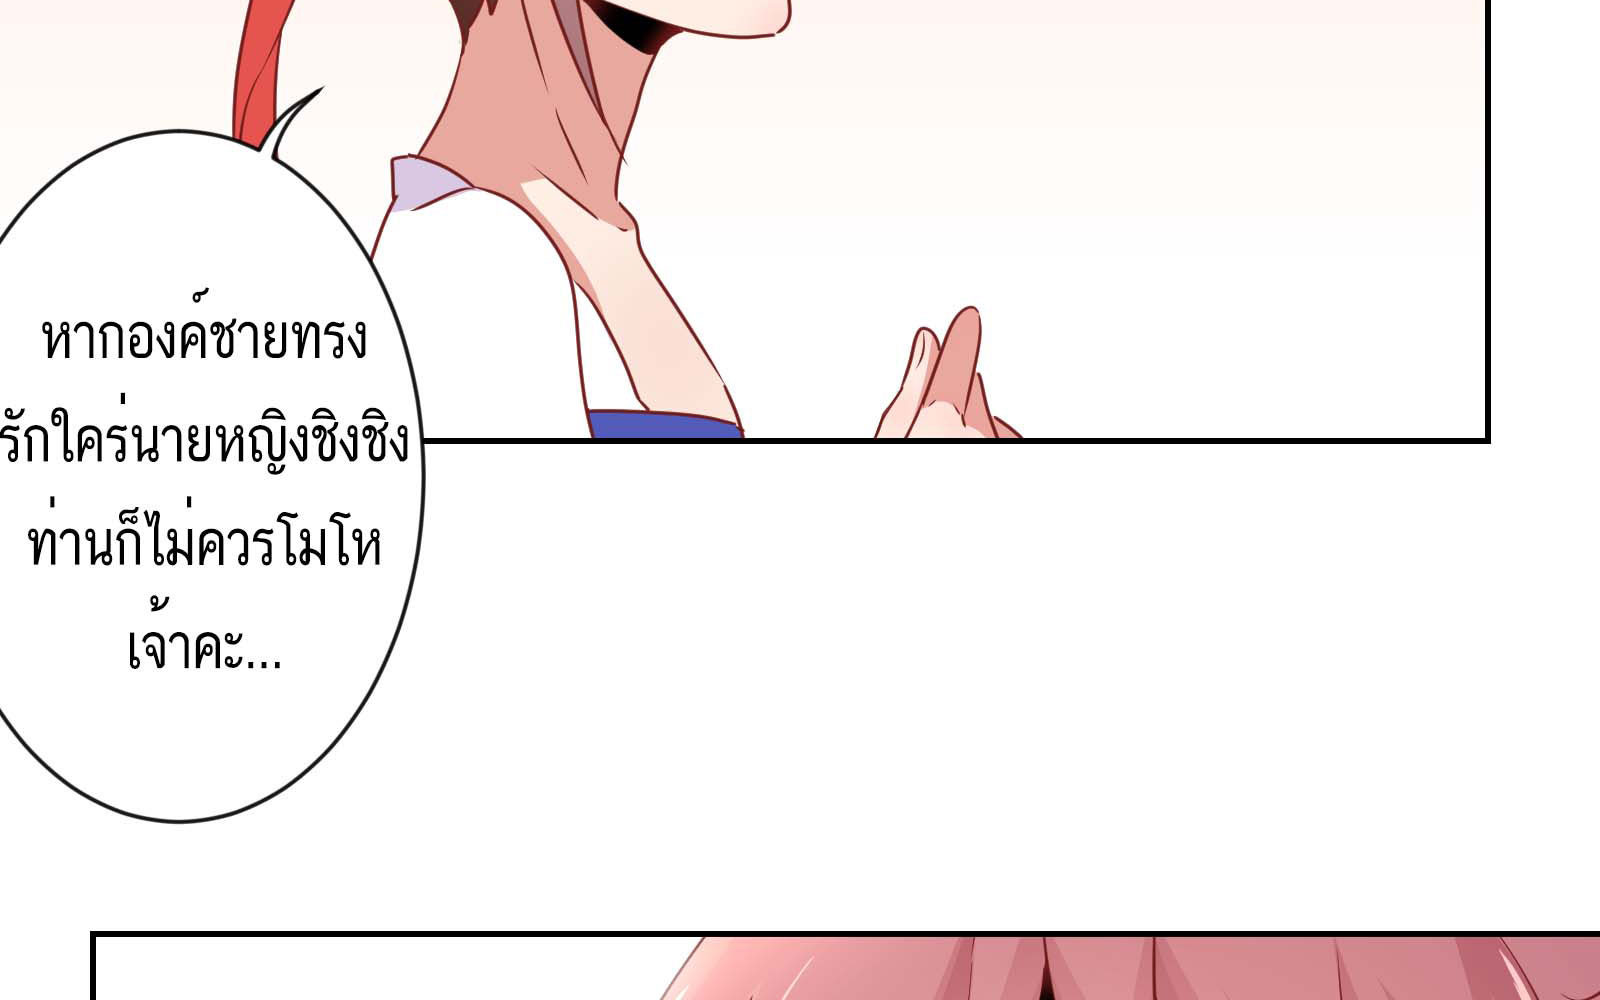 หากองค์ชายทรง
รักใคร่นายหญิงชิงชิง
ท่านก็ไม่ควรโมโห
เจ้าคะ...